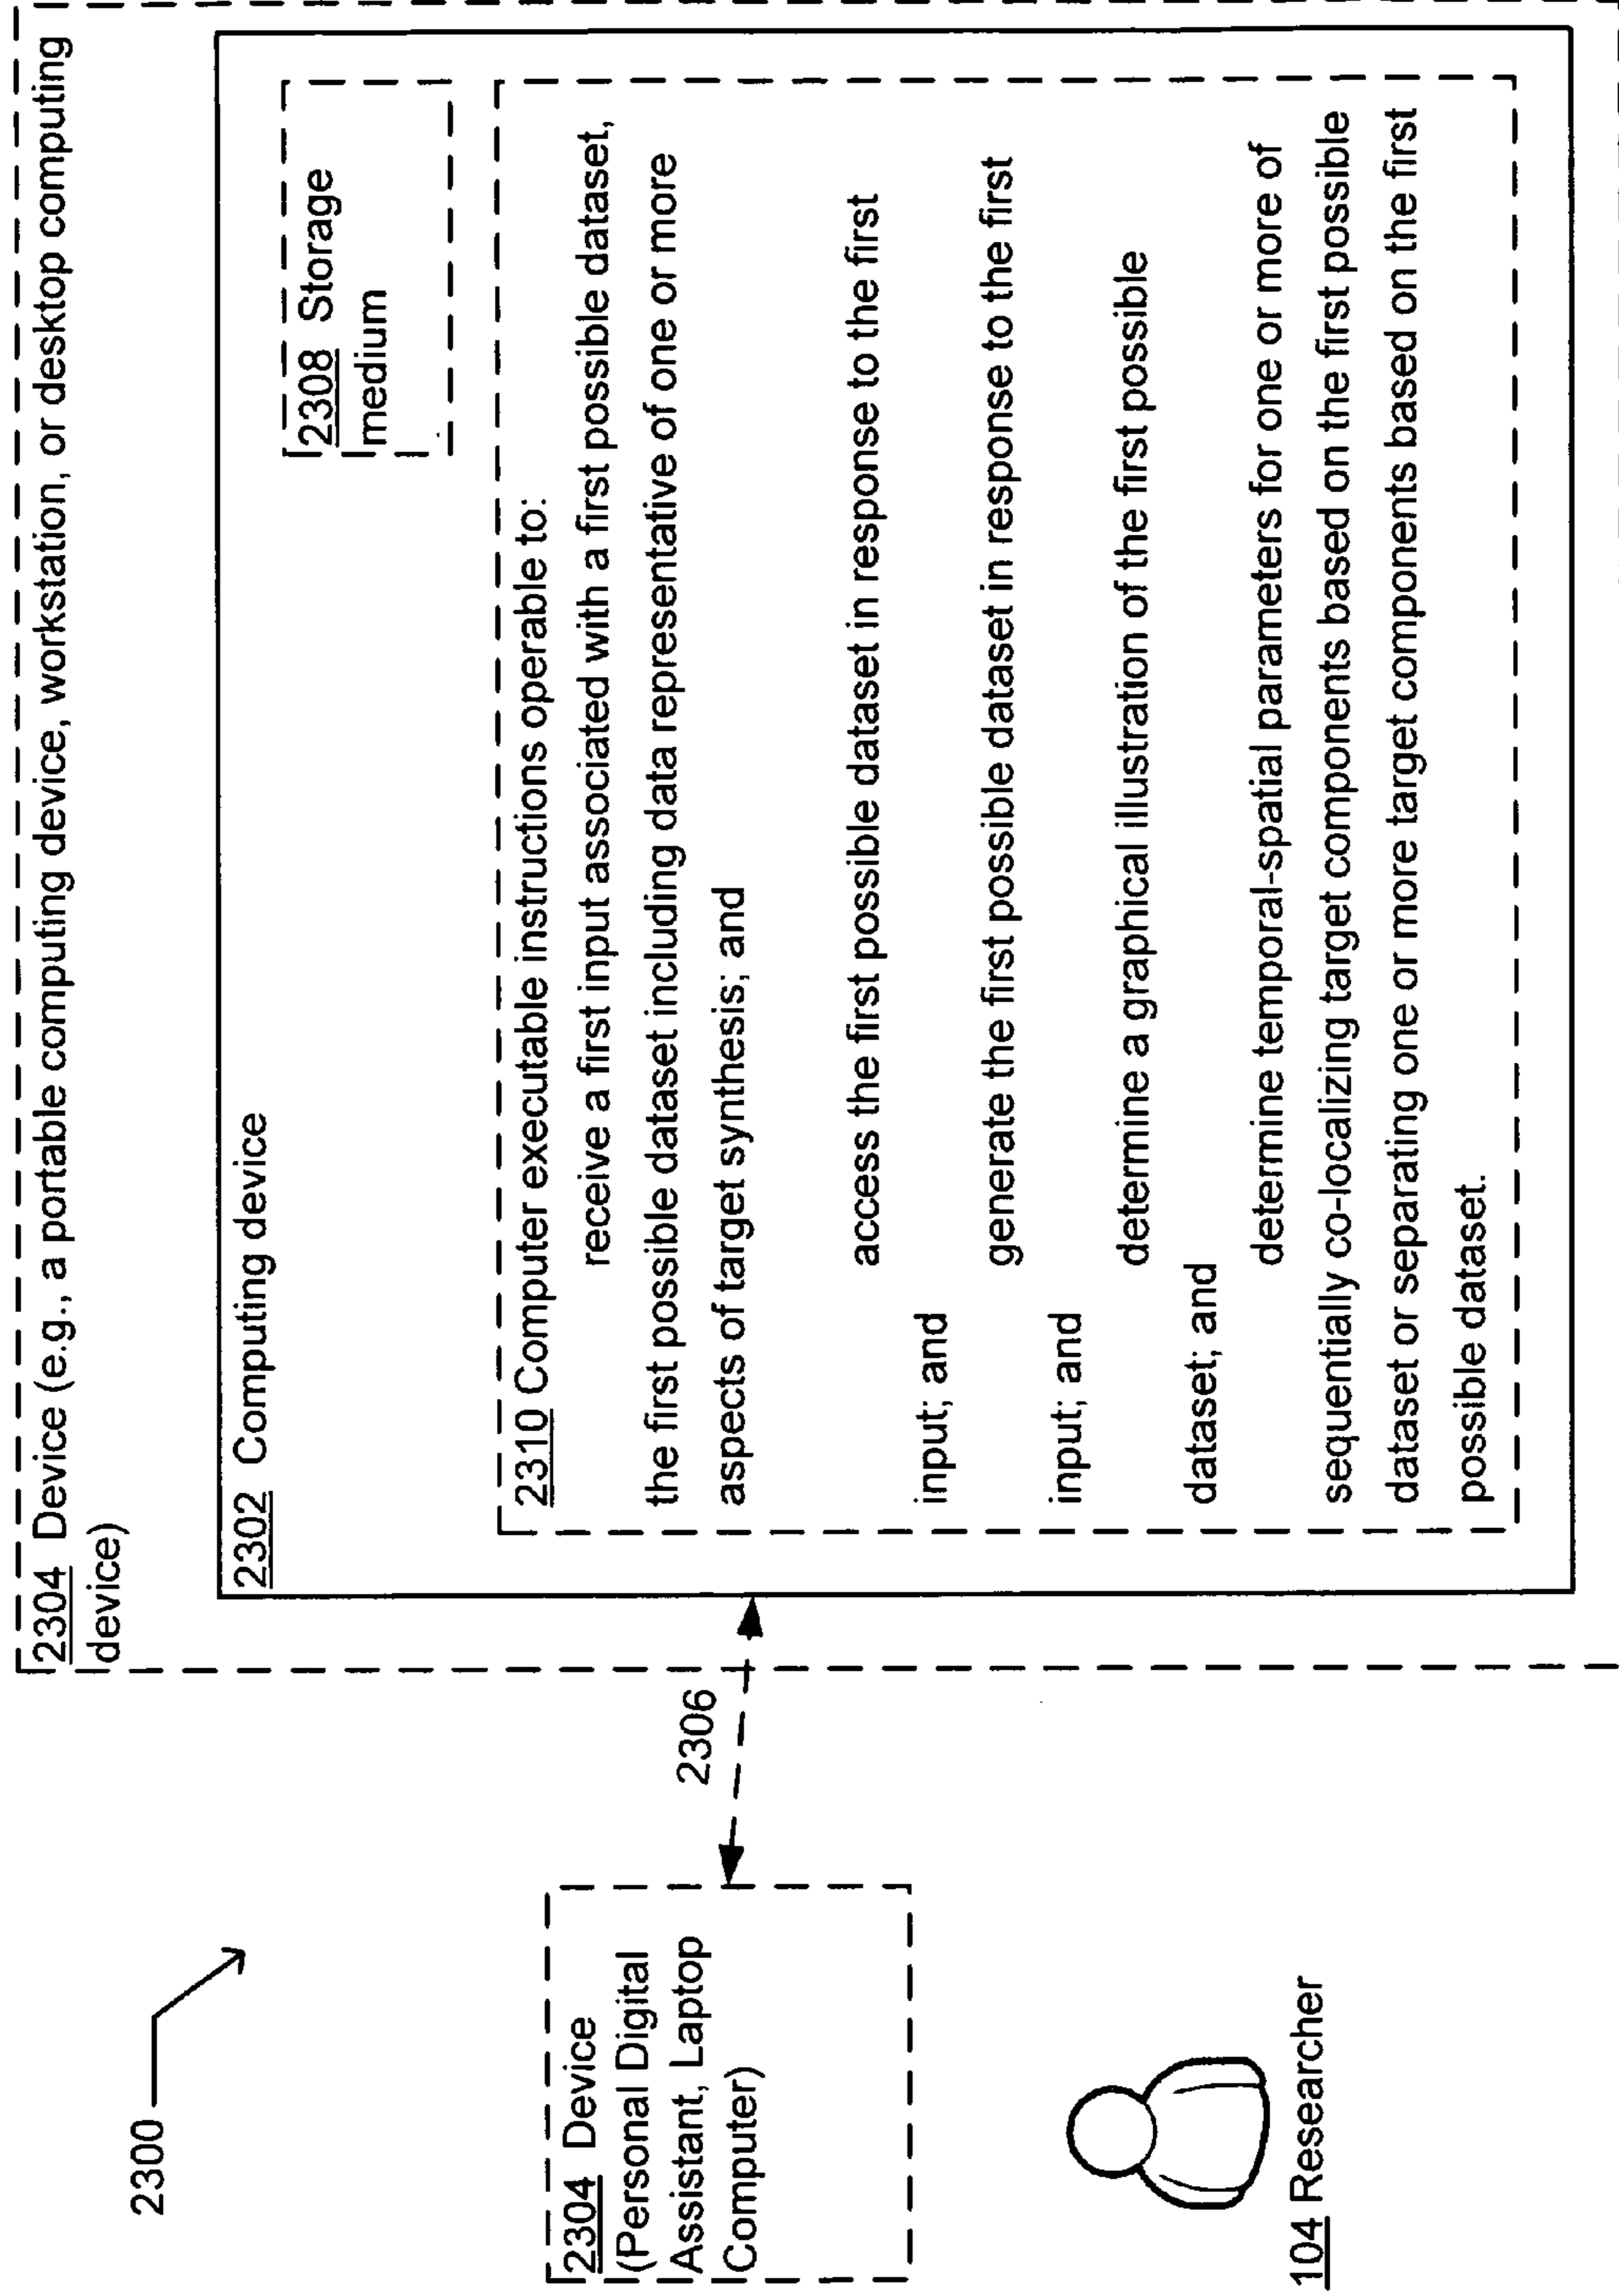 2300
2304 Device (e.g., a portable computing device, workstation, or desktop computing
device)
2302 Computing device
2308 Storage
medium
2310 Computer executable instructions operable to:
receive a first input associated with a first possible dataset,
the first possible dataset including data representative of one or more
aspects of target synthesis; and
access the first possible dataset in response to the first
input; and
generate the first possible dataset in response to the first
input; and
determine a graphical illustration of the first possible
dataset; and
determine temporal-spatial parameters for one or more of
sequentially co-localizing target components based on the first possible
dataset or separating one or more target components based on the first
possible dataset.
2306
2304 Device
(Personal Digital
Assistant, Laptop
Computer)
104 Researcher